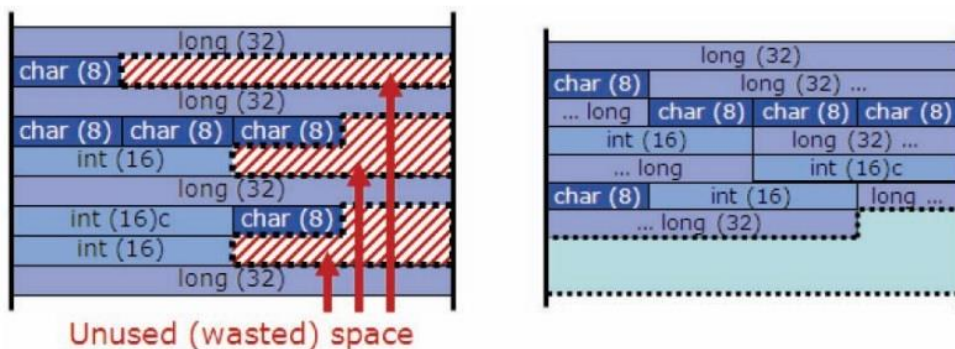 long (32)
char (8)
long (32)
char (8) char (8) char (8)
int (16)
long (32)
int (16)c char (8)
int (16)
long (32)
Unused (wasted) space
long (32)
char (8) long (32) ...
... long char (8) char (8) char (8)
int (16) long (32) ...
... long int (16)c
char (8) int (16) long ...
... long (32)